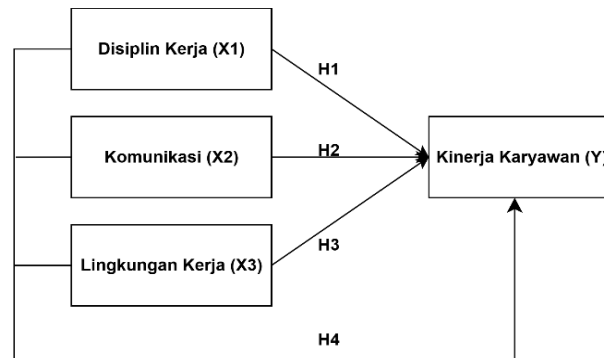 Disiplin Kerja (X1)
H1
Komunikasi (X2)
H2
Kinerja Karyawan (Y)
Lingkungan Kerja (X3)
H3
H4